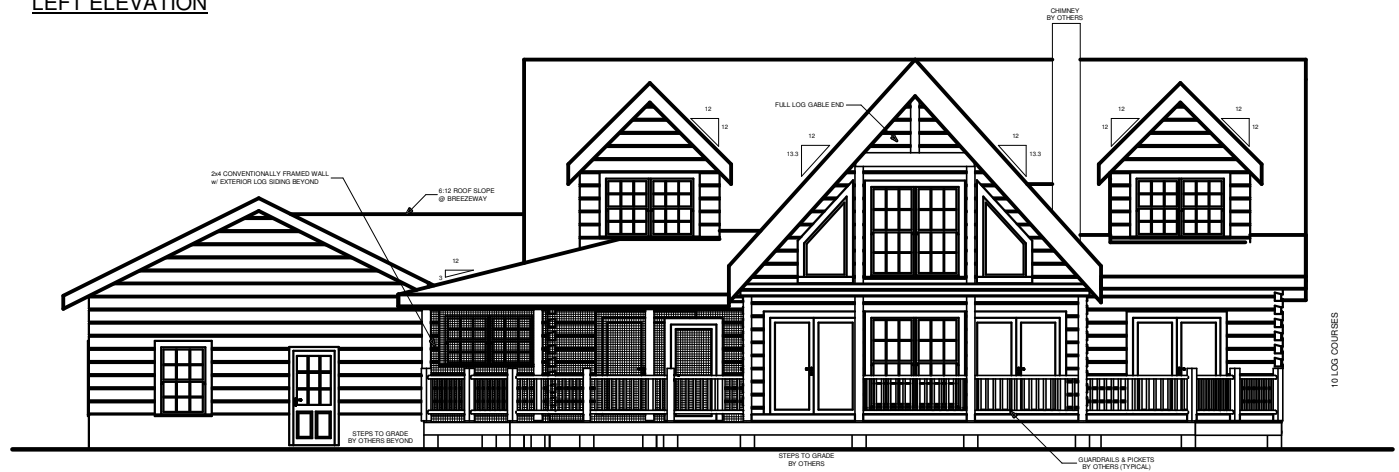 LEFT ELEVATION
CHIMNEY
BY OTHERS
FULL LOG GABLE END
12
12
12
13.3
12
13.3
12
12
12
12
2x4 CONVENTIONALLY FRAMED WALL
w/ EXTERIOR LOG SIDING BEYOND
6:12 ROOF SLOPE
@ BREEZEWAY
12
3
10 LOG COURSES
STEPS TO GRADE
BY OTHERS BEYOND
STEPS TO GRADE
BY OTHERS
GUARDRAILS & PICKETS
BY OTHERS (TYPICAL)